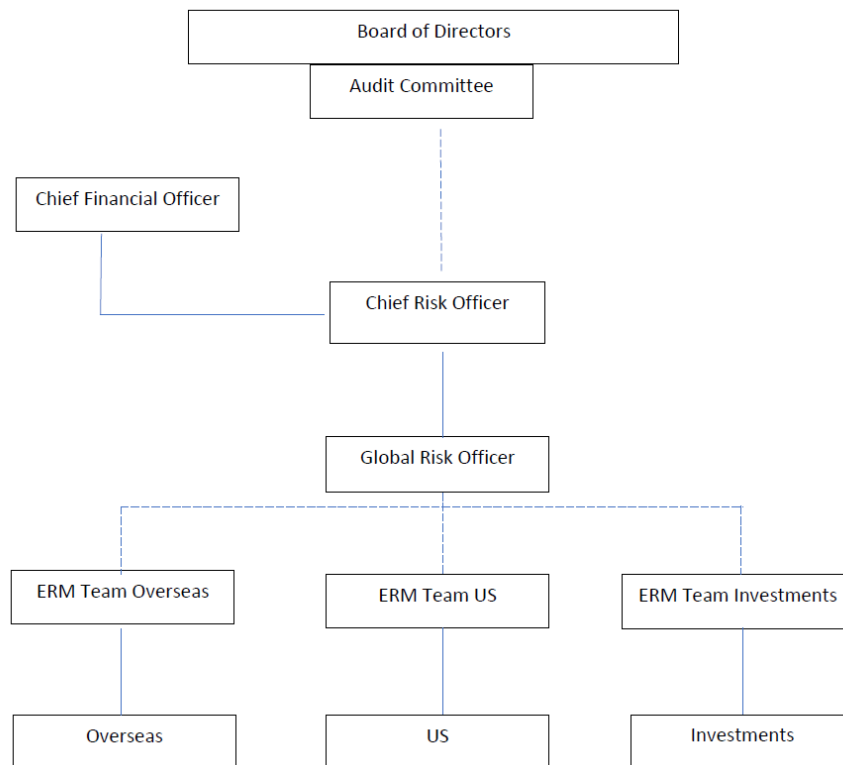 Board of Directors
Audit Committee
Chief Financial Officer
Chief Risk Officer
Global Risk Officer
ERM Team Overseas
ERM Team US
ERM Team Investments
Overseas
US
Investments